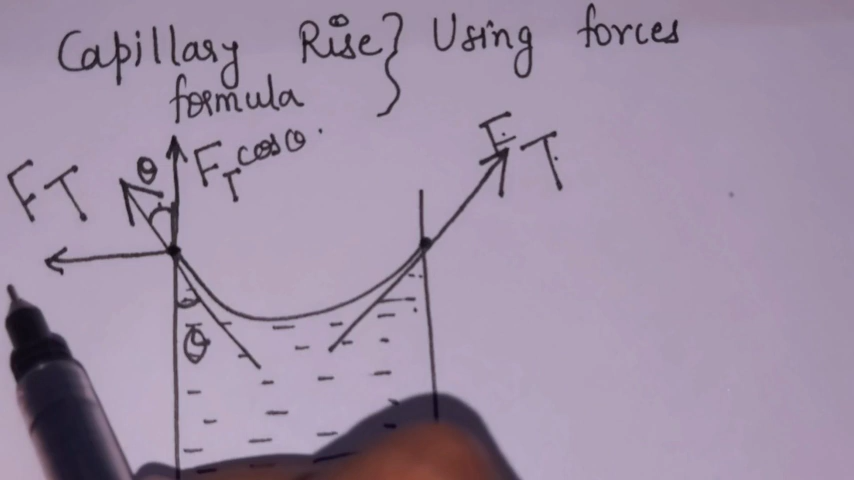 Capillary Rise } Using forces
formula
FT
θ
FT cosθ.
FT
θ